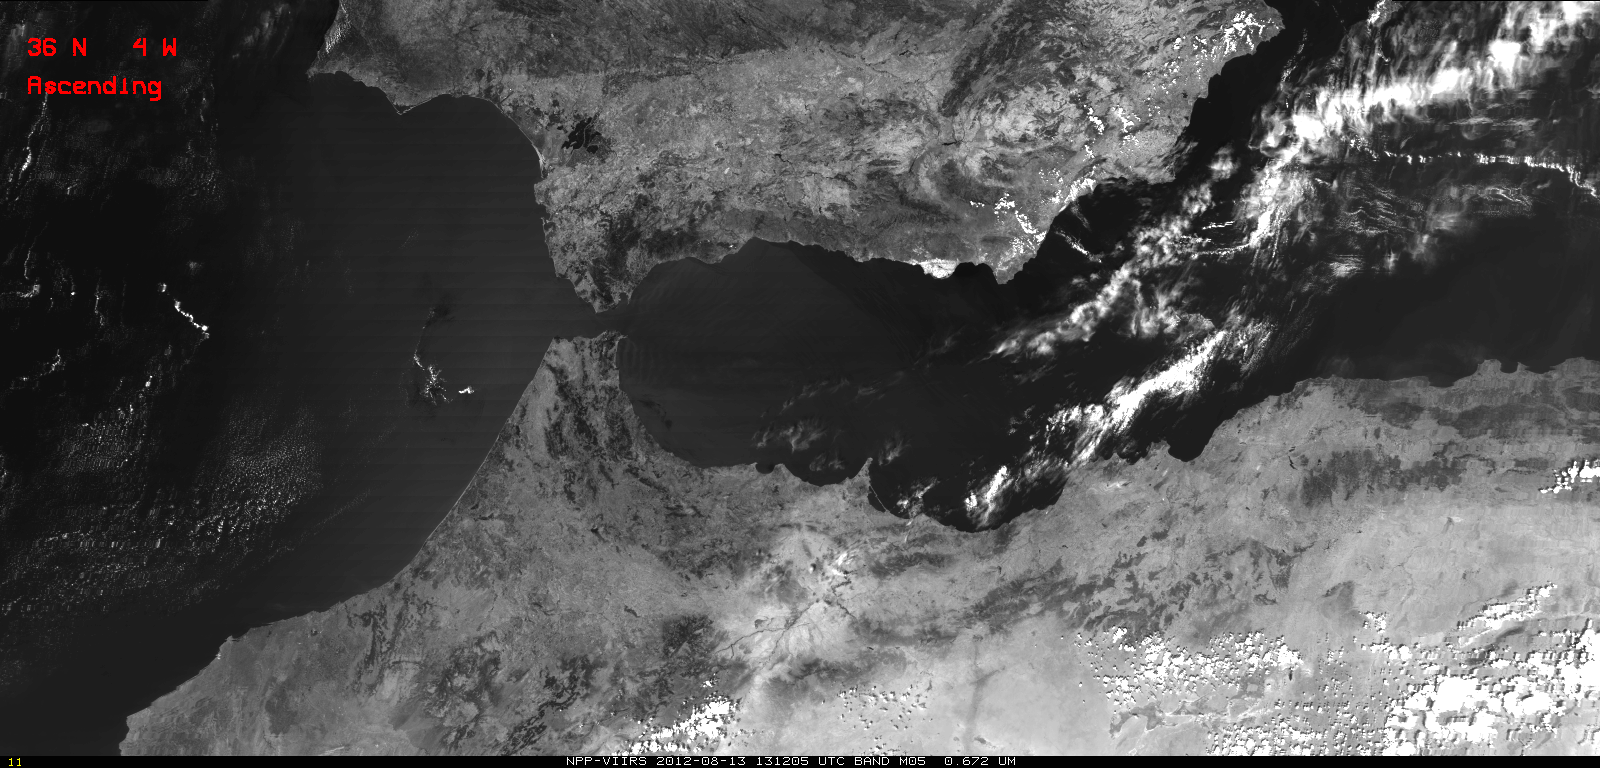 36 N 4 W
Ascending
11 NPP-VIIRS 2012-08-13 131205 UTC BAND M05 0.672 UM